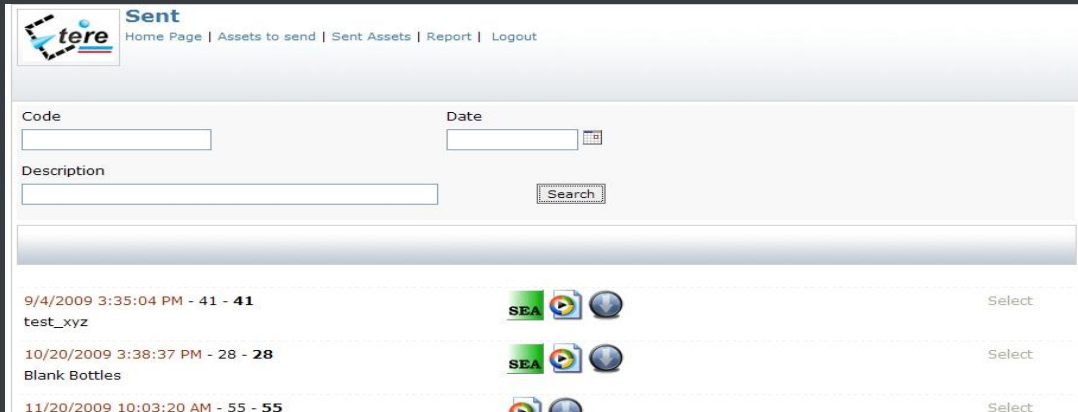 Sent
tere
Home Page | Assets to send | Sent Assets | Report | Logout
Code
Date
Description
Search
9/4/2009 3:35:04 PM - 41 - 41
SEA
Select
test_xyz
10/20/2009 3:38:37 PM - 28 - 28
SEA
Select
Blank Bottles
11/20/2009 10:03:20 AM - 55 - 55
Select